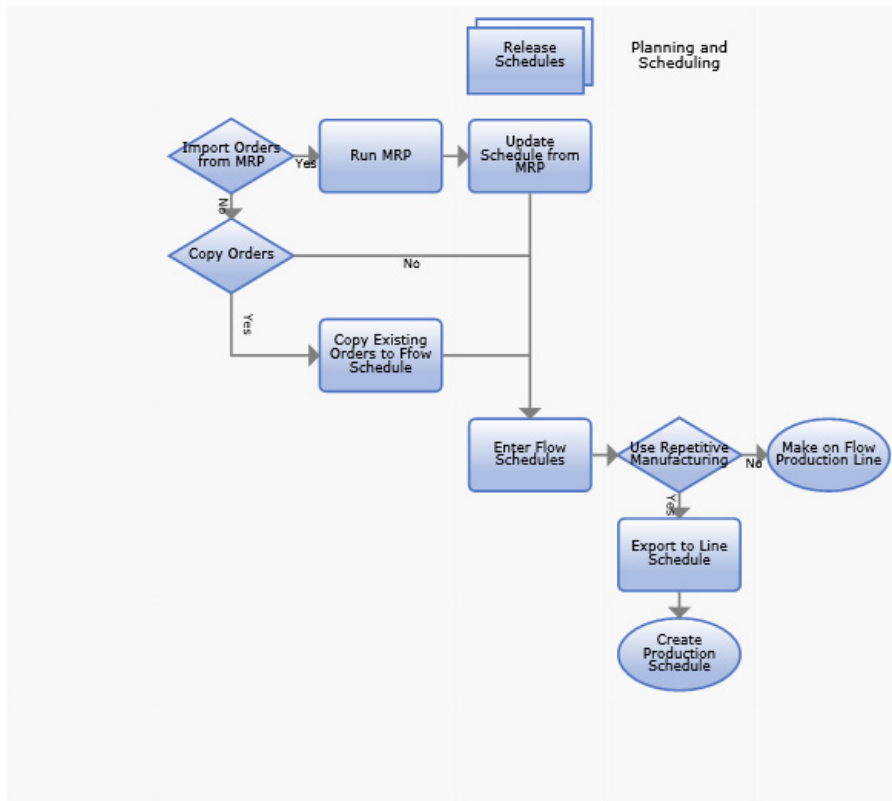 Release
Schedules
Planning and
Scheduling
Import Orders
from MRP
Yes
Run MRP
Update
Schedule from
MRP
No
Copy Orders
No
Yes
Copy Existing
Orders to Ffow
Schedule
Enter Flow
Schedules
Use Repetitive
Manufacturing
No
Make on Flow
Production Line
Yes
Export to Line
Schedule
Create
Production
Schedule